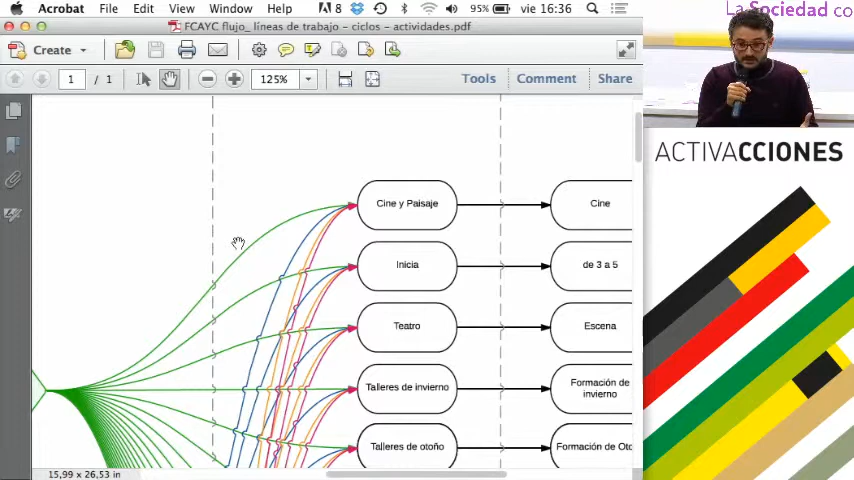 Acrobat File Edit View Window Help 8 95% vie 16:36
FCAYC flujo_ líneas de trabajo - ciclos - actividades.pdf
Create
1 / 1 125% Tools Comment Share
La Sociedad co
ACTIVACCIONES
Cine y Paisaje Cine
Inicia de 3 a 5
Teatro Escena
Talleres de invierno Formación de
invierno
Talleres de otoño Formación de Oto
15,99 x 26,53 in